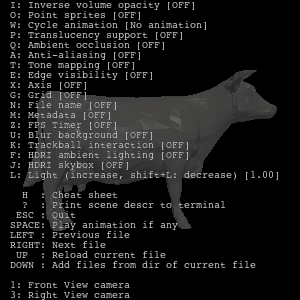 I: Inverse volume opacity [OFF]
O: Point sprites [OFF]
W: Cycle animation [No animation]
P: Translucency support [OFF]
Q: Ambient occlusion [OFF]
A: Anti-aliasing [OFF]
T: Tone mapping [OFF]
E: Edge visibility [OFF]
X: Axis [OFF]
G: Grid [OFF]
N: File name [OFF]
M: Metadata [OFF]
Z: FPS Timer [OFF]
U: Blur background [OFF]
K: Trackball interaction [OFF]
F: HDRI ambient lighting [OFF]
J: HDRI skybox [OFF]
L: Light (increase, shift+L: decrease) [1.00]
H : Cheat sheet
? : Print scene descr to terminal
ESC : Quit
SPACE: Play animation if any
LEFT : Previous file
RIGHT: Next file
UP : Reload current file
DOWN : Add files from dir of current file
1: Front View camera
3: Right View camera